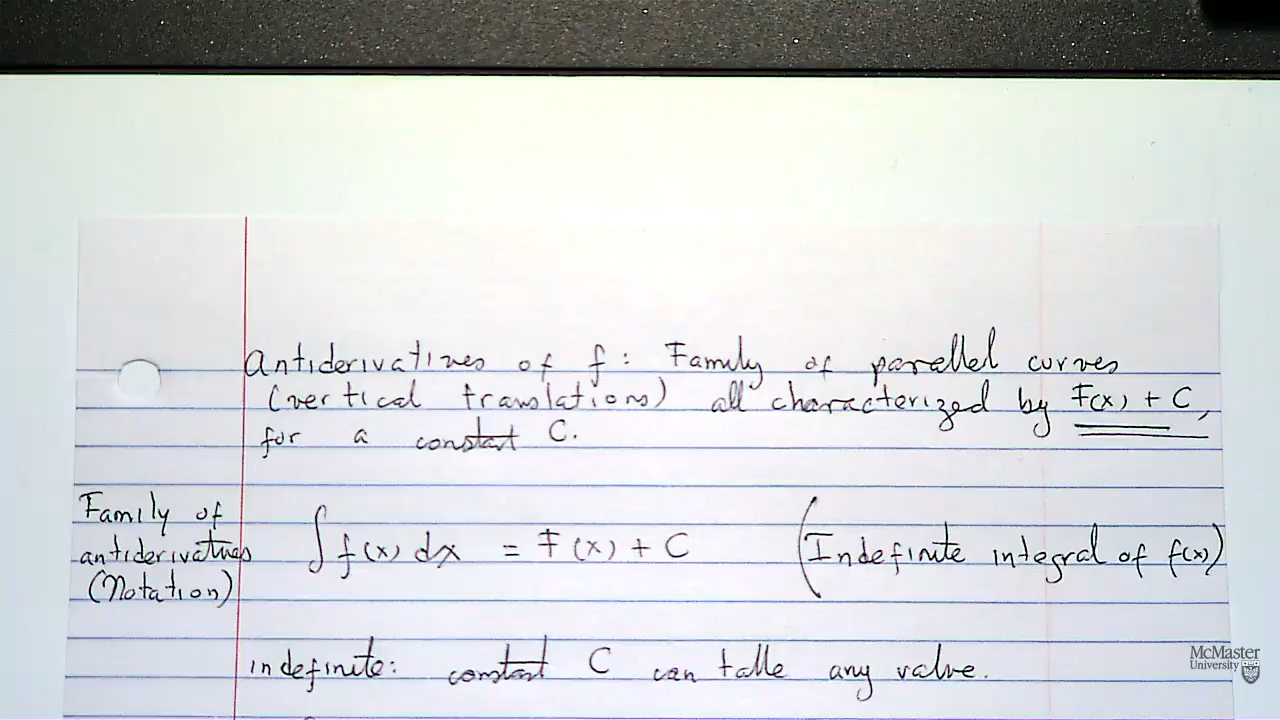 Antiderivatives of f: Family of parallel curves
(vertical translations) all characterized by F(x) + C,
for a constant C.
Family of
antiderivatives
(Notation)
∫ f(x) dx = F(x) + C (Indefinite integral of f(x))
indefinite: constant C can take any value.
McMaster
University